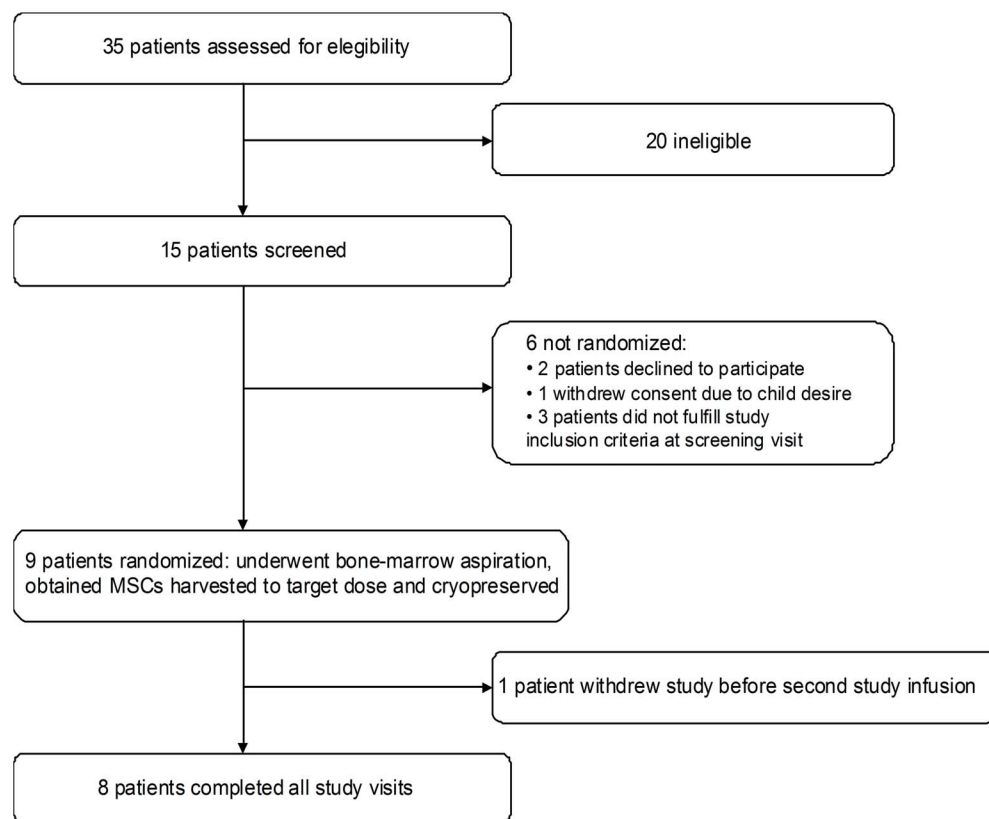 35 patients assessed for elegibility
20 ineligible
15 patients screened
6 not randomized:
• 2 patients declined to participate
• 1 withdrew consent due to child desire
• 3 patients did not fulfill study
inclusion criteria at screening visit
9 patients randomized: underwent bone-marrow aspiration,
obtained MSCs harvested to target dose and cryopreserved
1 patient withdrew study before second study infusion
8 patients completed all study visits